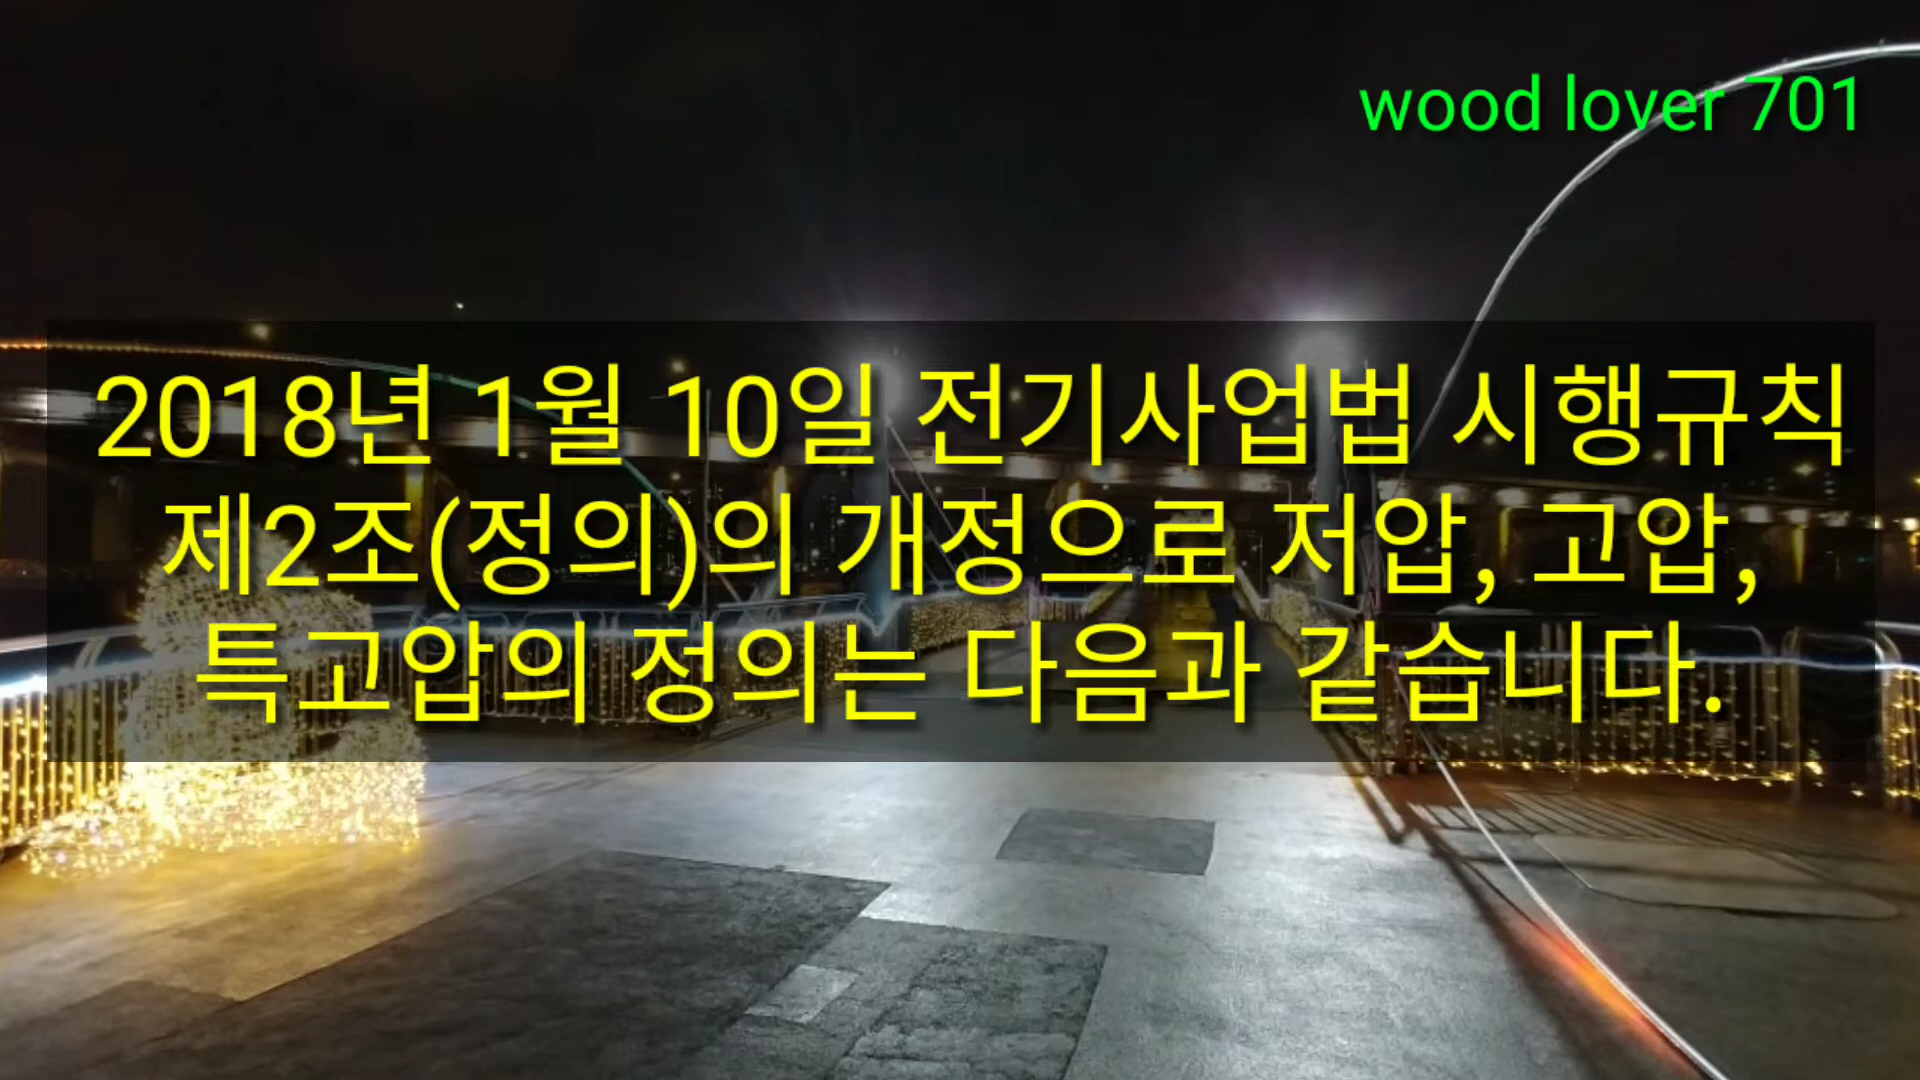 wood lover 701
2018년 1월 10일 전기사업법 시행규칙
제2조(정의)의 개정으로 저압, 고압,
특고압의 정의는 다음과 같습니다.